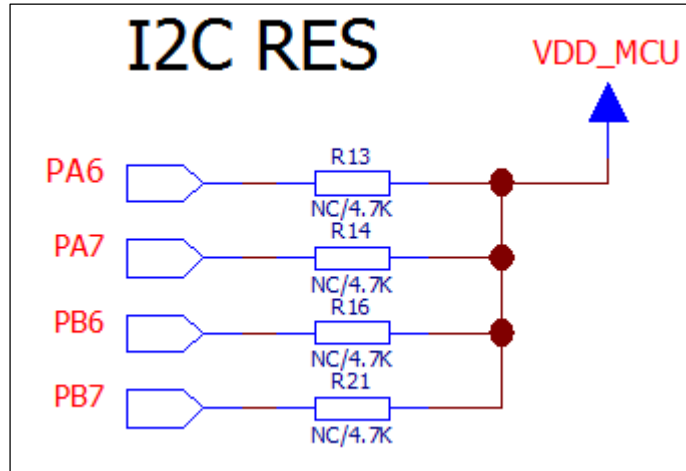 I2C RES
VDD_MCU
PA6
R13
NC/4.7K
PA7
R14
NC/4.7K
PB6
R16
NC/4.7K
PB7
R21
NC/4.7K